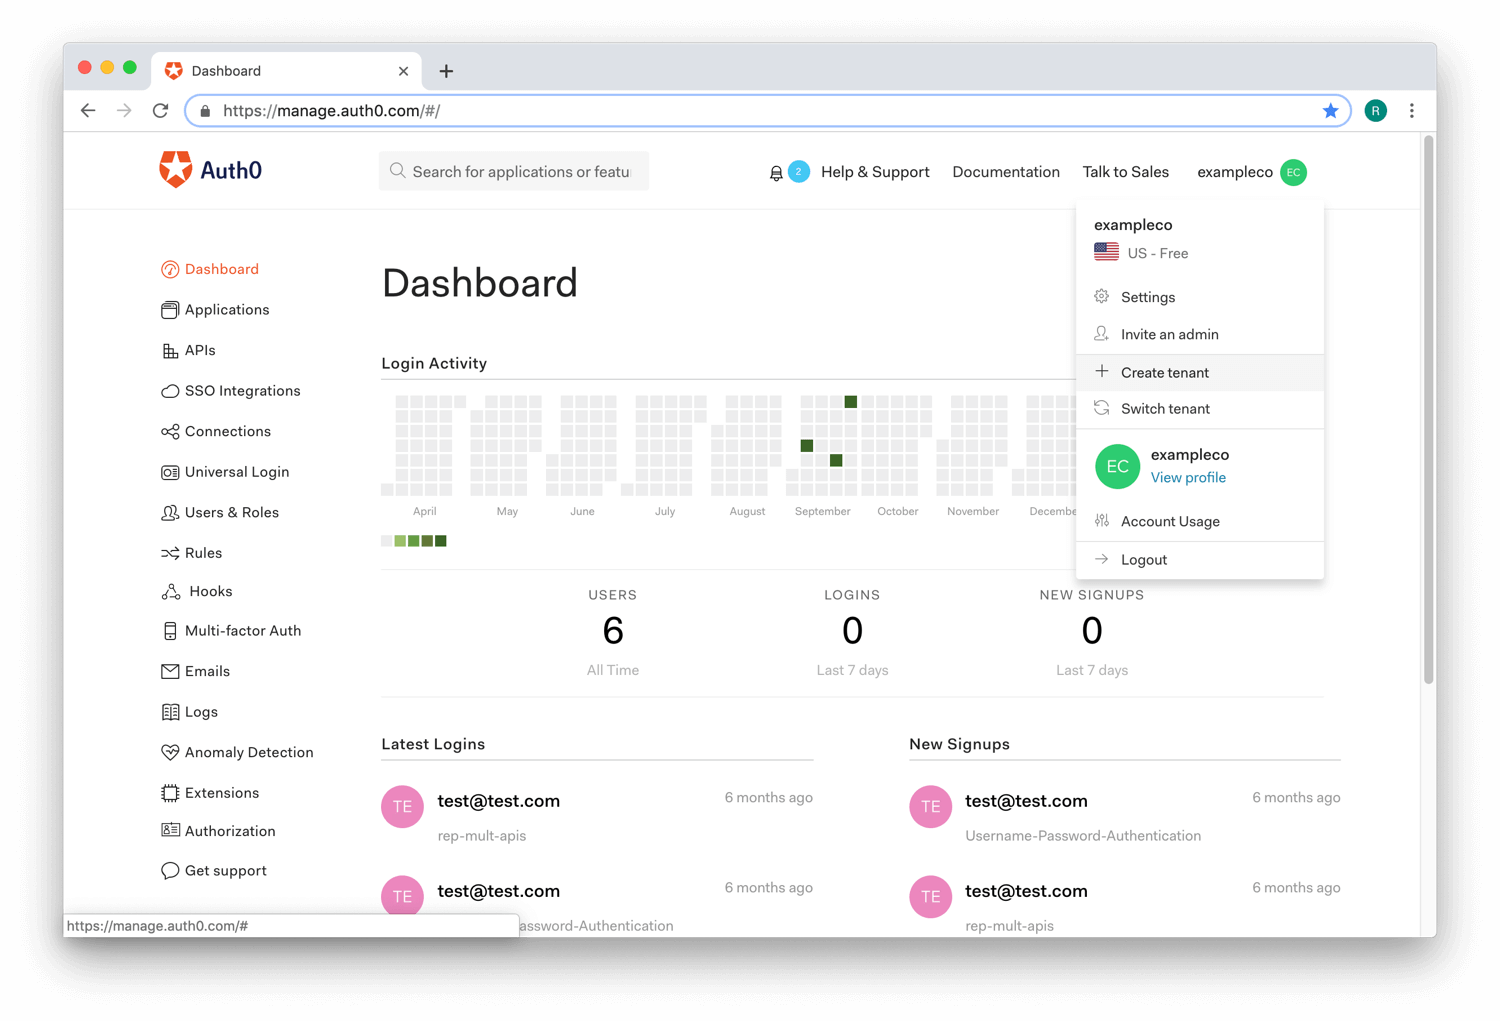 Dashboard
https://manage.auth0.com/#/
R
Auth0
Search for applications or featu
2
Help & Support
Documentation
Talk to Sales
exampleco
EC
exampleco
US - Free
Settings
Invite an admin
Create tenant
Switch tenant
EC
exampleco
View profile
Account Usage
Logout
Dashboard
Applications
APIs
SSO Integrations
Connections
Universal Login
Users & Roles
Rules
Hooks
Multi-factor Auth
Emails
Logs
Anomaly Detection
Extensions
Authorization
Get support
Dashboard
Login Activity
April May June July August September October November Decembe
USERS
6
All Time
LOGINS
0
Last 7 days
NEW SIGNUPS
0
Last 7 days
Latest Logins
TE
test@test.com
6 months ago
rep-mult-apis
TE
test@test.com
6 months ago
assword-Authentication
New Signups
TE
test@test.com
6 months ago
Username-Password-Authentication
TE
test@test.com
6 months ago
rep-mult-apis
https://manage.auth0.com/#